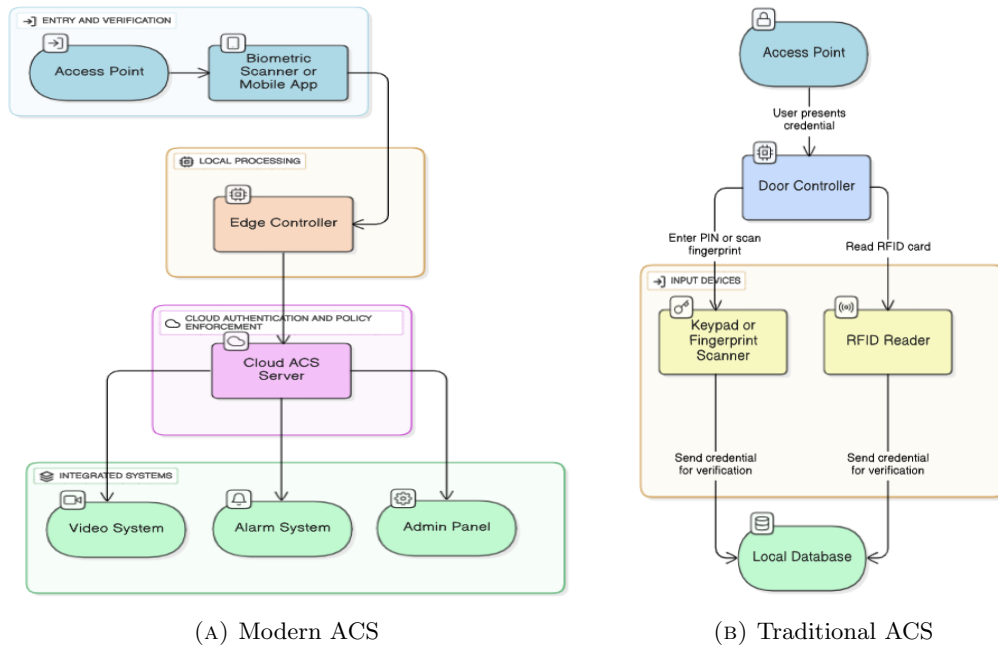 ENTRY AND VERIFICATION
Access Point
Biometric
Scanner or
Mobile App
LOCAL PROCESSING
Edge Controller
CLOUD AUTHENTICATION AND POLICY
ENFORCEMENT
Cloud ACS
Server
INTEGRATED SYSTEMS
Video System
Alarm System
Admin Panel
(A) Modern ACS
Access Point
User presents
credential
Door Controller
Enter PIN or scan
fingerprint
Read RFID card
INPUT DEVICES
Keypad or
Fingerprint
Scanner
RFID Reader
Send credential
for verification
Send credential
for verification
Local Database
(B) Traditional ACS